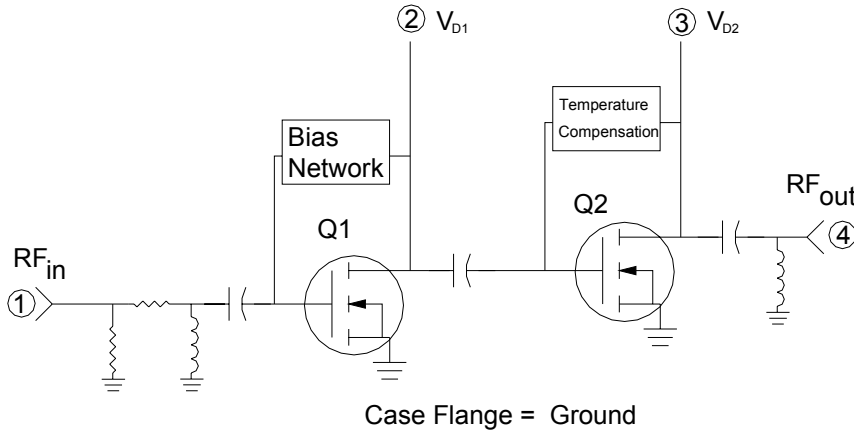 ② V_D1
③ V_D2
Bias
Network
Temperature
Compensation
Q1
Q2
RF_in
①
RF_out
④
Case Flange = Ground